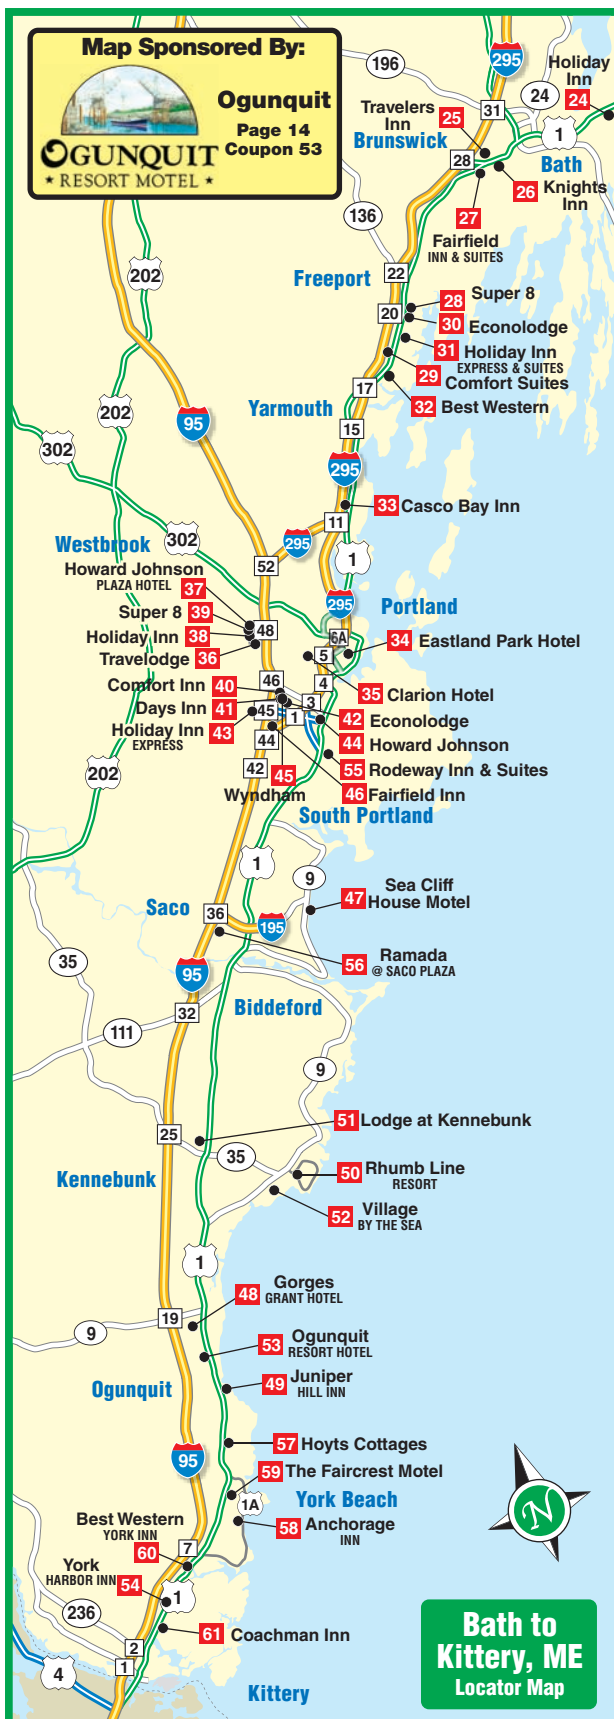 Map Sponsored By:
Ogunquit
Page 14
Coupon 53
OGUNQUIT
★ RESORT MOTEL ★
295
196
Holiday
Inn
24
24
31
Travelers
Inn
25
Brunswick
1
28
Bath
26
Knights
Inn
27
Fairfield
INN & SUITES
136
22
202
Freeport
28 Super 8
20
30 Econolodge
31 Holiday Inn
EXPRESS & SUITES
29 Comfort Suites
17
32 Best Western
Yarmouth
202
95
15
302
295
33 Casco Bay Inn
11
302
295
Westbrook
52
1
Howard Johnson
PLAZA HOTEL
37
295
Portland
Super 8 39
48
6A
Holiday Inn 38
34 Eastland Park Hotel
Travelodge 36
5
46
4
Comfort Inn 40
35 Clarion Hotel
Days Inn 41
45
1
3
42 Econolodge
Holiday Inn
EXPRESS
43
44
44 Howard Johnson
42
202
45
Wyndham
55 Rodeway Inn & Suites
46 Fairfield Inn
South Portland
1
9
47
Sea Cliff
House Motel
Saco
36
195
35
56
Ramada
@ SACO PLAZA
95
Biddeford
32
111
9
51 Lodge at Kennebunk
25
35
50 Rhumb Line
RESORT
Kennebunk
52 Village
BY THE SEA
1
48 Gorges
GRANT HOTEL
19
9
53 Ogunquit
RESORT HOTEL
49 Juniper
HILL INN
Ogunquit
57 Hoyts Cottages
95
59 The Faircrest Motel
1A
York Beach
58 Anchorage
INN
N
Best Western
YORK INN
60
7
York
HARBOR INN
54
1
236
61 Coachman Inn
2
1
4
Kittery
Bath to
Kittery, ME
Locator Map